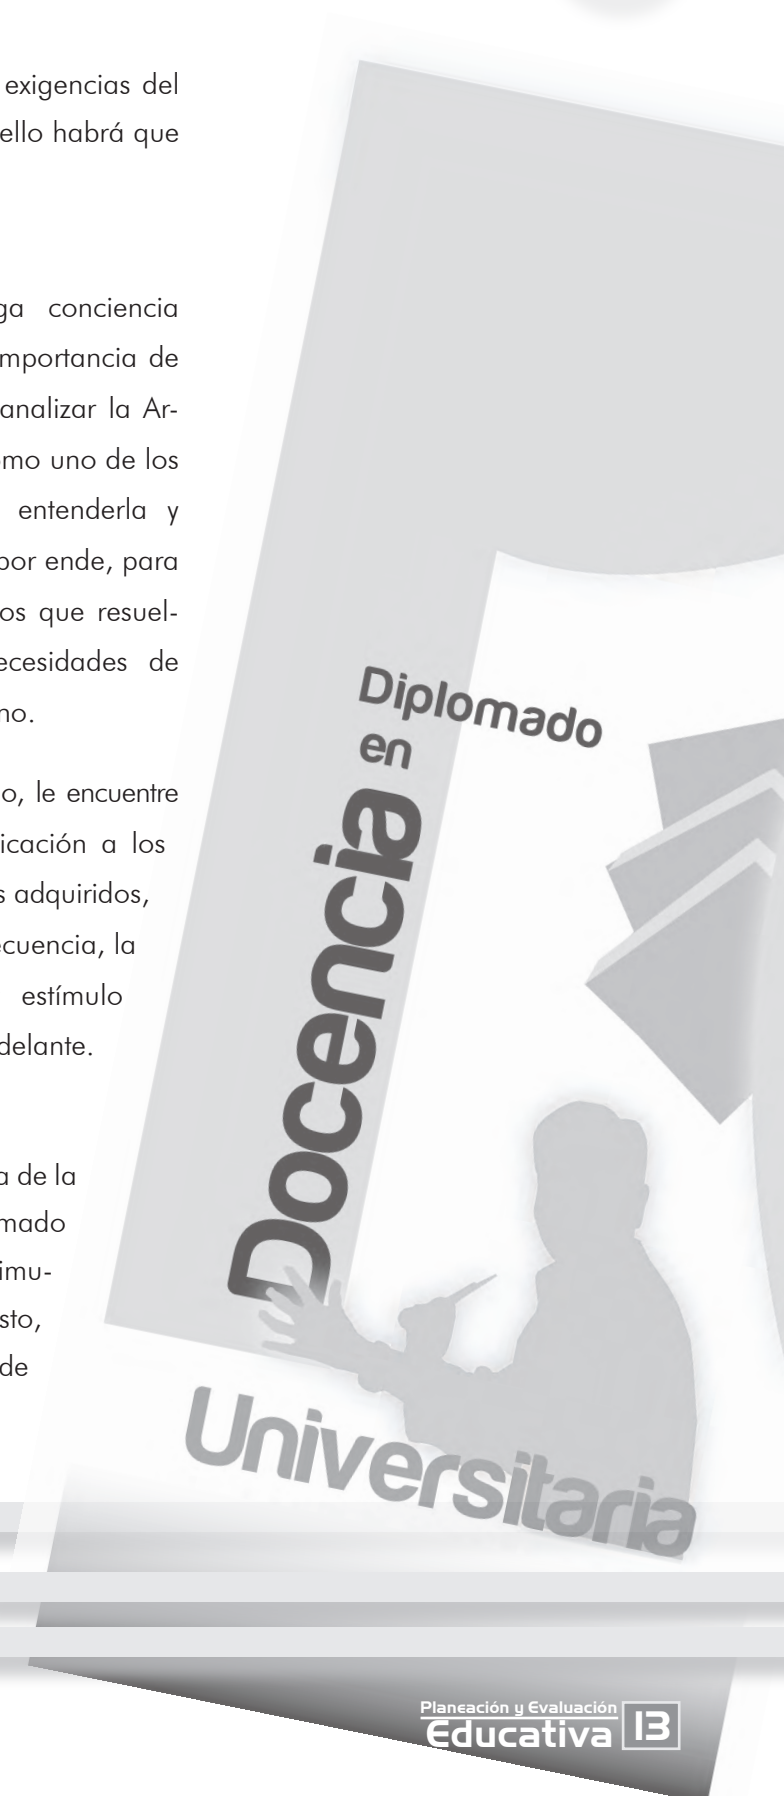 exigencias del
ello habrá que
ga conciencia
mportancia de
analizar la Ar-
omo uno de los
entenderla y
por ende, para
os que resuel-
ecesidades de
no.
o, le encuentre
icación a los
s adquiridos,
ecuencia, la
estímulo
delante.
a de la
mado
imu-
sto,
de
Diplomado
en
Docencia
Universitaria
Planeación y Evaluación
Educativa 13